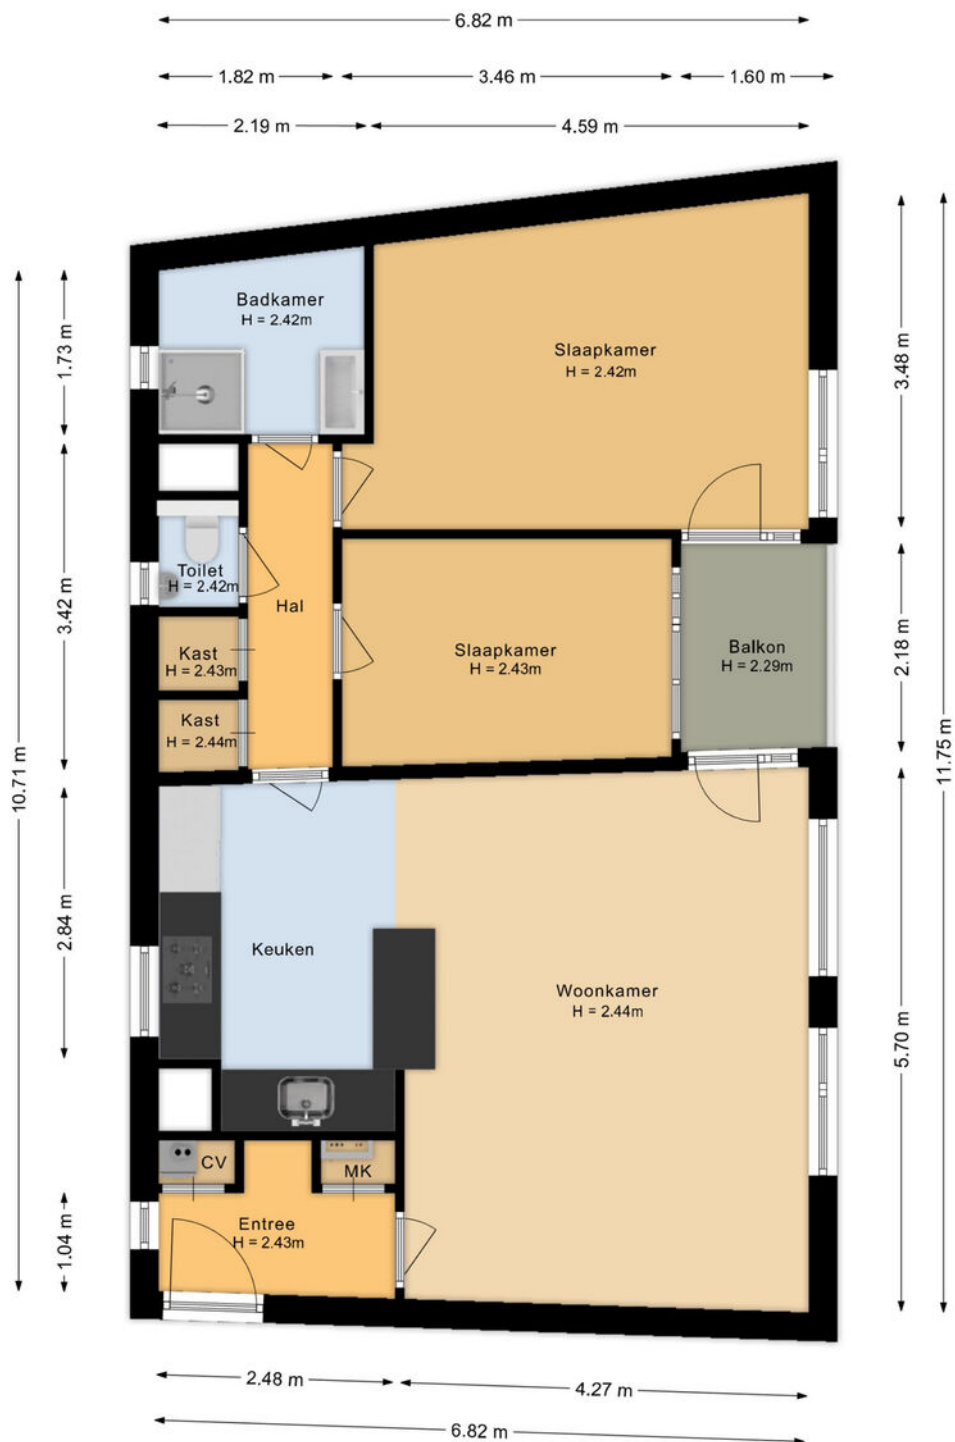 6.82 m
1.82 m
3.46 m
1.60 m
2.19 m
4.59 m
Badkamer
H = 2.42m
Slaapkamer
H = 2.42m
1.73 m
3.48 m
Toilet
H = 2.42m
Hal
3.42 m
Kast
H = 2.43m
Slaapkamer
H = 2.43m
Balkon
H = 2.29m
2.18 m
Kast
H = 2.44m
10.71 m
11.75 m
2.84 m
Keuken
Woonkamer
H = 2.44m
5.70 m
CV
MK
Entree
H = 2.43m
1.04 m
2.48 m
4.27 m
6.82 m